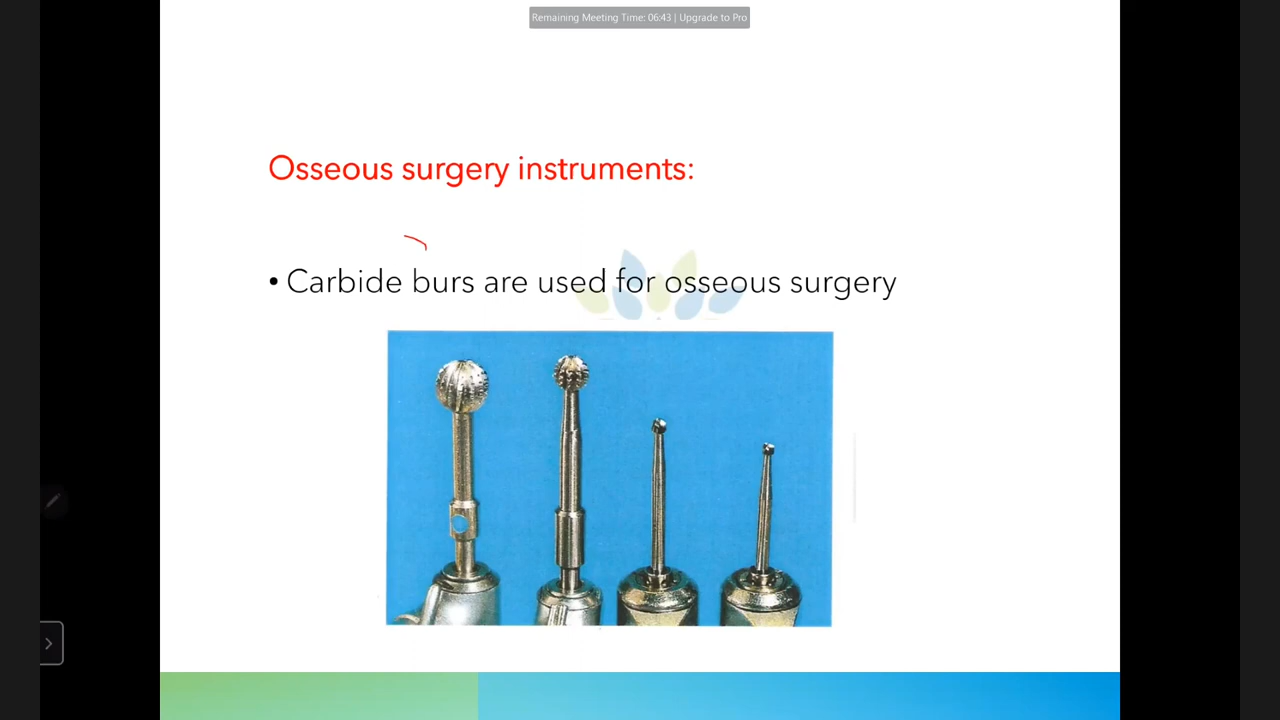 Remaining Meeting Time: 06:43 | Upgrade to Pro
Osseous surgery instruments:
• Carbide burs are used for osseous surgery